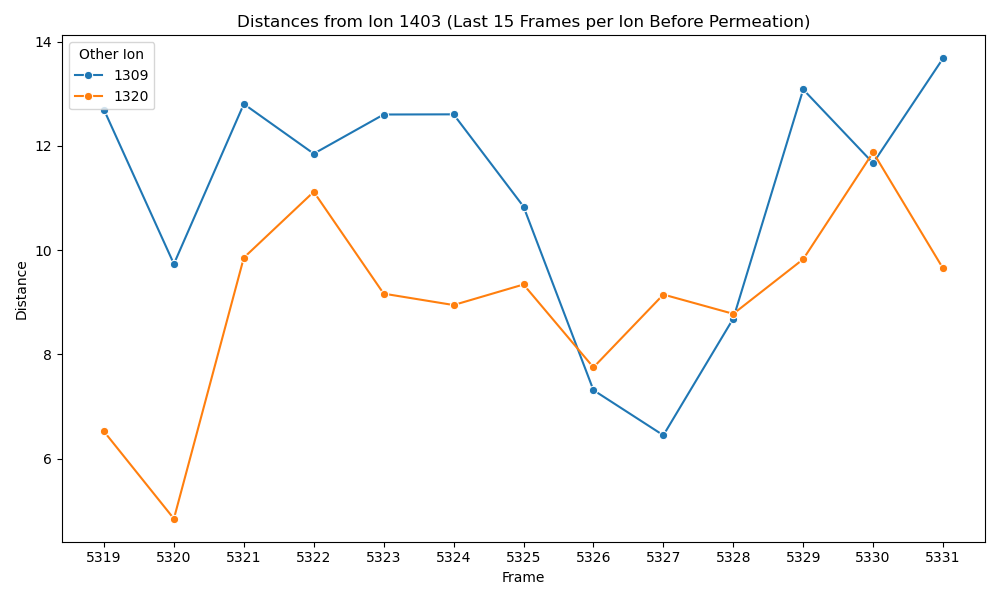 Distances from Ion 1403 (Last 15 Frames per Ion Before Permeation)
Other Ion
1309
1320
14
12
10
8
6
Distance
5319 5320 5321 5322 5323 5324 5325 5326 5327 5328 5329 5330 5331
Frame